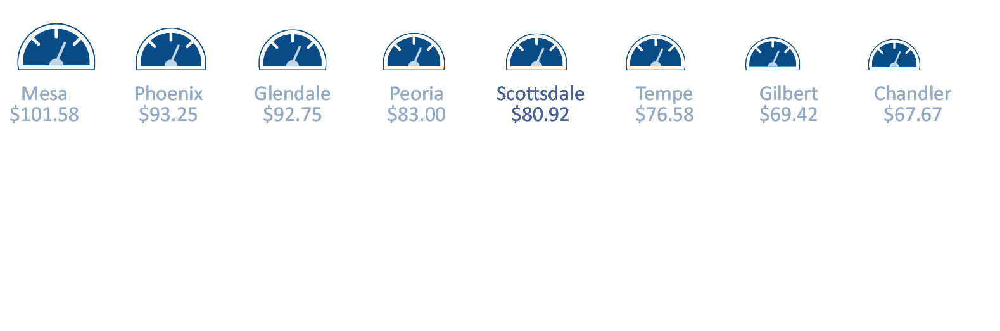 Mesa
$101.58
Phoenix
$93.25
Glendale
$92.75
Peoria
$83.00
Scottsdale
$80.92
Tempe
$76.58
Gilbert
$69.42
Chandler
$67.67